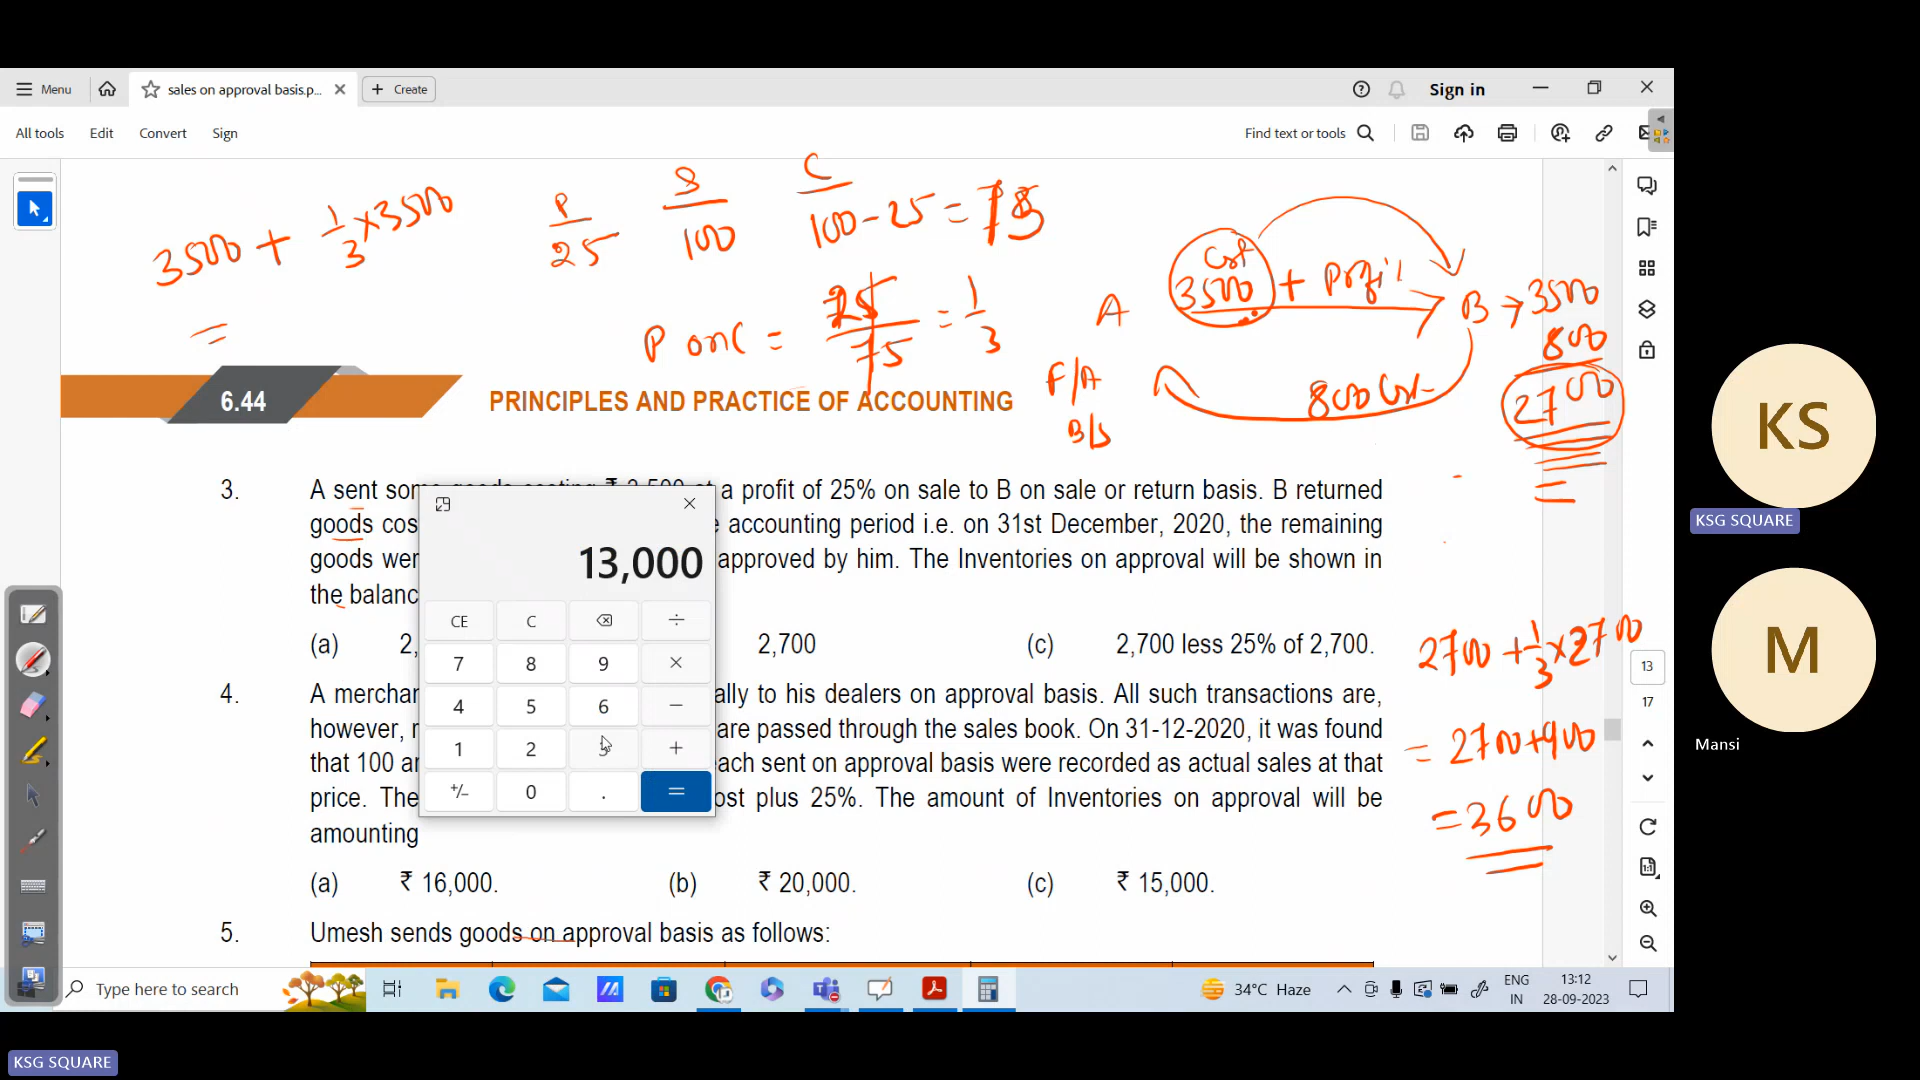 Menu
sales on approval basis.p...
Create
Sign in
All tools
Edit
Convert
Sign
Find text or tools
3500 + 1/3 × 3500
=
P
25
S
100
C
100 - 25 = 75
P on C = 25/75 = 1/3
A
Cost
3500 + Profit
B → 3500
800
2700
F/A
B/S
800 Cost
6.44
PRINCIPLES AND PRACTICE OF ACCOUNTING
3. A sent some goods costing ₹ 3,500 at a profit of 25% on sale to B on sale or return basis. B returned
goods cos
accounting period i.e. on 31st December, 2020, the remaining
goods wer
approved by him. The Inventories on approval will be shown in
the balanc
(a) 2,
2,700
(c) 2,700 less 25% of 2,700.
4. A merchan
ally to his dealers on approval basis. All such transactions are,
however, r
are passed through the sales book. On 31-12-2020, it was found
that 100 ar
each sent on approval basis were recorded as actual sales at that
price. The
ost plus 25%. The amount of Inventories on approval will be
amounting
(a) ₹ 16,000. (b) ₹ 20,000. (c) ₹ 15,000.
5. Umesh sends goods on approval basis as follows:
2700 + 1/3 × 2700
= 2700 + 900
= 3600
13,000
CE C ÷
7 8 9 ×
4 5 6 −
1 2 3 +
+/− 0 . =
13
17
Type here to search
34°C Haze
ENG
IN
13:12
28-09-2023
KS
KSG SQUARE
M
Mansi
KSG SQUARE